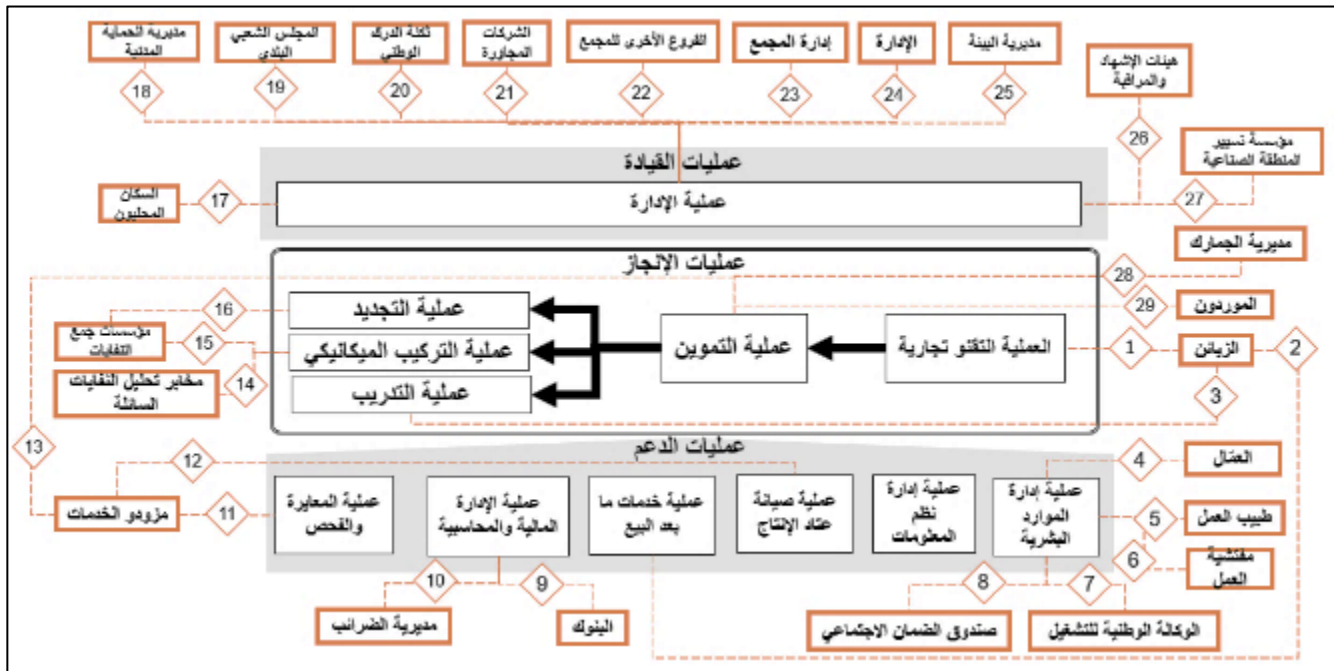 مديرية الحماية
المدنية
المجلس الشعبي
البلدي
ثكنة الدرك
الوطني
الشركات
المجاورة
الفروع الأخرى للمجمع
إدارة المجمع
الإدارة
مديرية البيئة
هيئات الإشهاد
والمراقبة
18
19
20
21
22
23
24
25
26
مؤسسة تسيير
المنطقة الصناعية
عمليات القيادة
السكان
المحليون
17
عملية الإدارة
27
مديرية الجمارك
عمليات الإنجاز
28
16
عملية التجديد
29
الموردون
مؤسسات جمع
النفايات
15
عملية التركيب الميكانيكي
عملية التموين
العملية التقنو تجارية
1
الزبائن
2
مخابر تحليل النفايات
السائلة
14
عملية التدريب
3
13
عمليات الدعم
12
4
العمّال
مزودو الخدمات
11
عملية المعايرة
والفحص
عملية الإدارة
المالية والمحاسبية
عملية خدمات ما
بعد البيع
عملية صيانة
عتاد الإنتاج
عملية إدارة
نظم
المعلومات
عملية إدارة
الموارد
البشرية
5
طبيب العمل
6
مفتشية
العمل
10
9
8
7
مديرية الضرائب
البنوك
صندوق الضمان الاجتماعي
الوكالة الوطنية للتشغيل